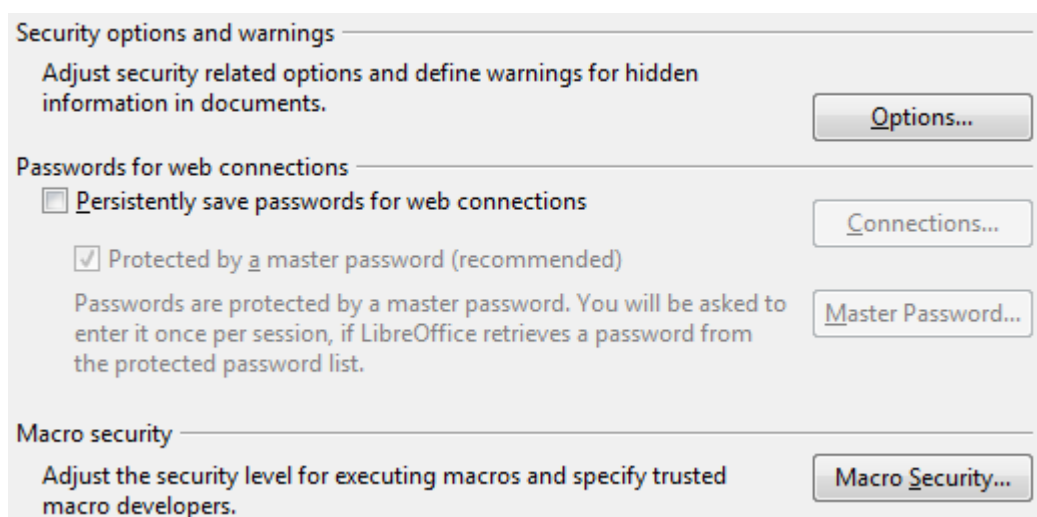 Security options and warnings
Adjust security related options and define warnings for hidden
information in documents.
Options...
Passwords for web connections
Persistently save passwords for web connections
Connections...
Protected by a master password (recommended)
Passwords are protected by a master password. You will be asked to
enter it once per session, if LibreOffice retrieves a password from
the protected password list.
Master Password...
Macro security
Adjust the security level for executing macros and specify trusted
macro developers.
Macro Security...